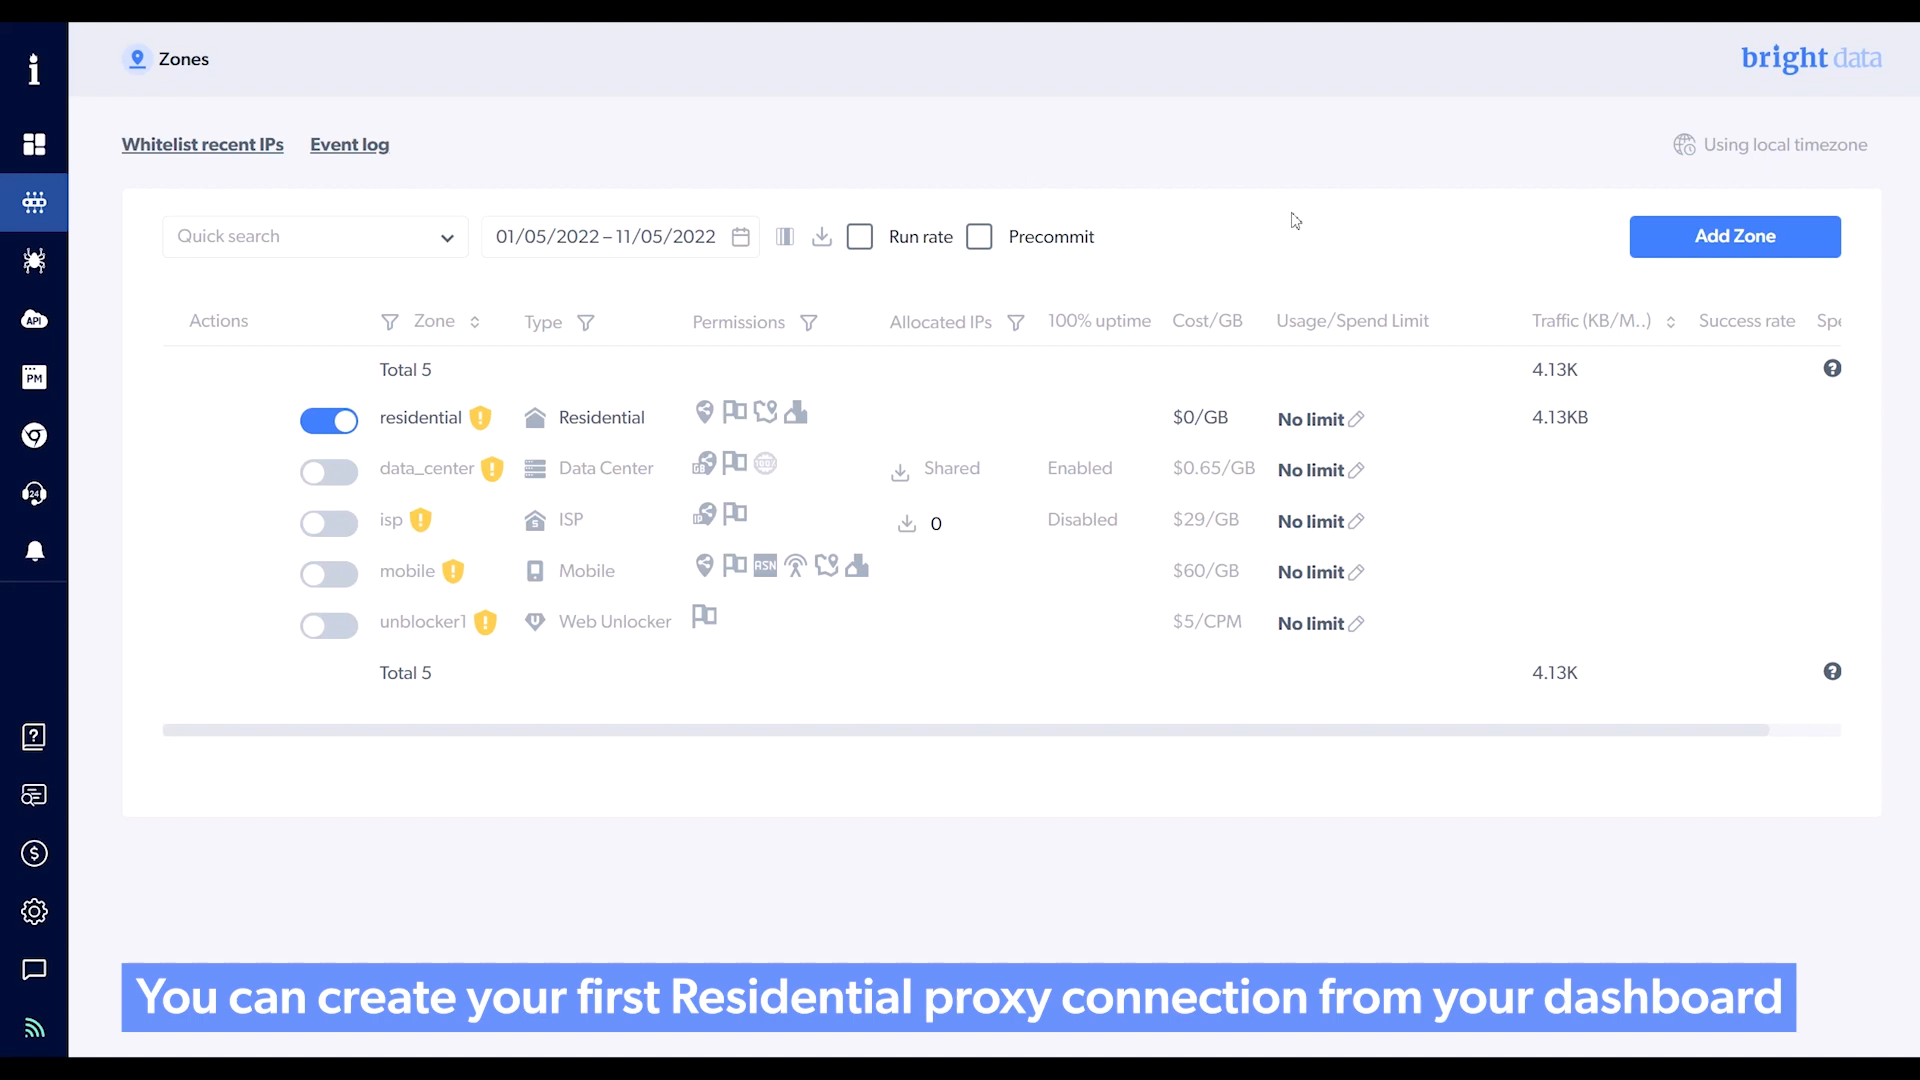 Zones
bright data
Whitelist recent IPs Event log
Using local timezone
Quick search
01/05/2022 – 11/05/2022
Run rate
Precommit
Add Zone
Actions Zone Type Permissions Allocated IPs 100% uptime Cost/GB Usage/Spend Limit Traffic (KB/M..) Success rate Spe
Total 5 4.13K
residential Residential $0/GB No limit 4.13KB
data_center Data Center Shared Enabled $0.65/GB No limit
isp ISP 0 Disabled $29/GB No limit
mobile Mobile ASN $60/GB No limit
unblocker1 Web Unlocker $5/CPM No limit
Total 5 4.13K
API
PM
24
You can create your first Residential proxy connection from your dashboard